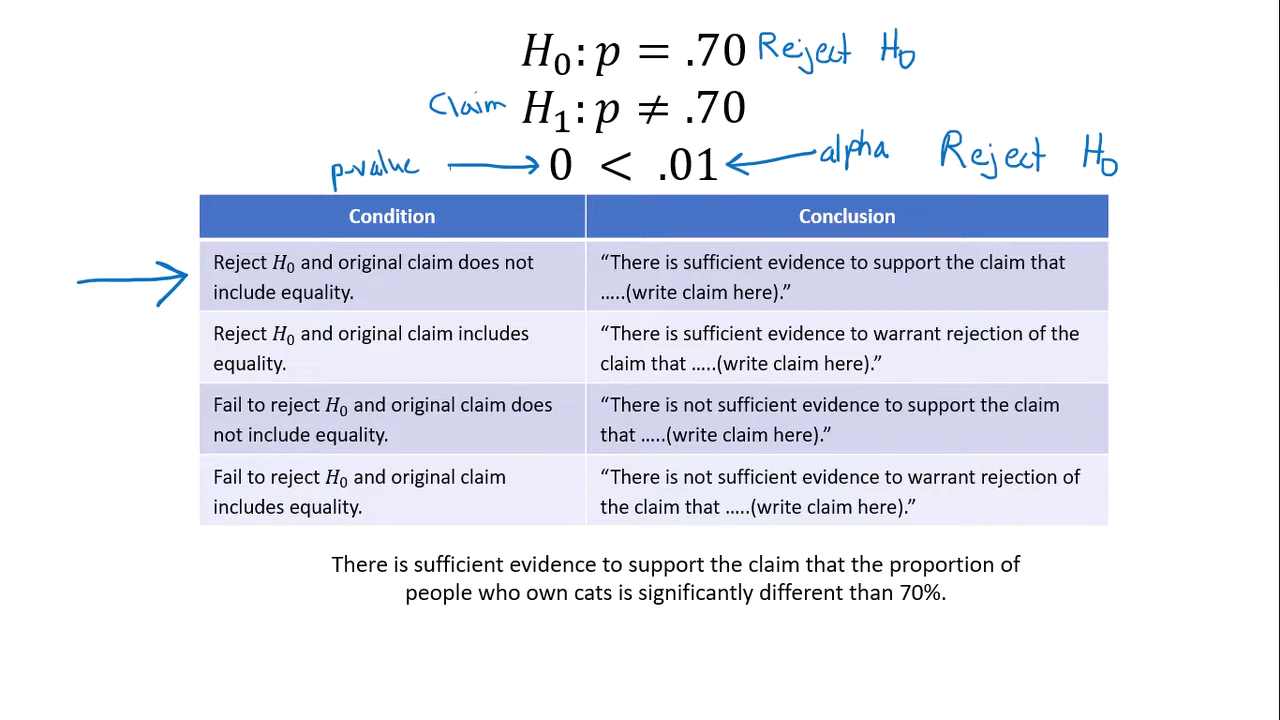 H₀: p = .70 Reject H₀
Claim H₁: p ≠ .70
p-value 0 < .01 alpha Reject H₀
Condition Conclusion
Reject H₀ and original claim does not include equality.
“There is sufficient evidence to support the claim that …..(write claim here).”
Reject H₀ and original claim includes equality.
“There is sufficient evidence to warrant rejection of the claim that …..(write claim here).”
Fail to reject H₀ and original claim does not include equality.
“There is not sufficient evidence to support the claim that …..(write claim here).”
Fail to reject H₀ and original claim includes equality.
“There is not sufficient evidence to warrant rejection of the claim that …..(write claim here).”
There is sufficient evidence to support the claim that the proportion of
people who own cats is significantly different than 70%.